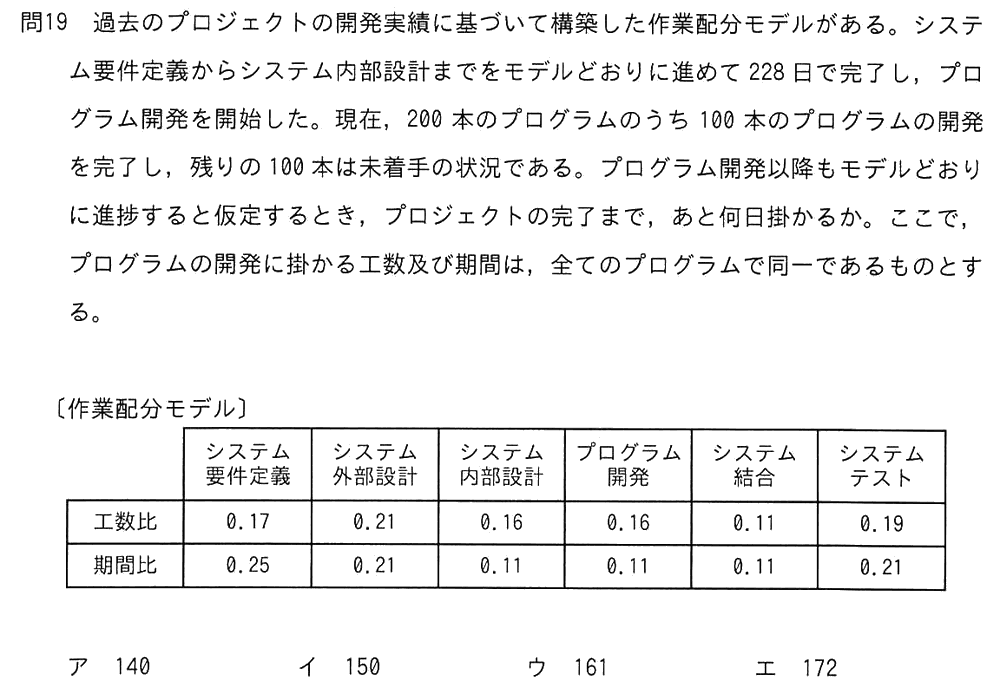 問19 過去のプロジェクトの開発実績に基づいて構築した作業配分モデルがある。システ
ム要件定義からシステム内部設計までをモデルどおりに進めて228日で完了し，プロ
グラム開発を開始した。現在，200本のプログラムのうち100本のプログラムの開発
を完了し，残りの100本は未着手の状況である。プログラム開発以降もモデルどおり
に進捗すると仮定するとき，プロジェクトの完了まで，あと何日掛かるか。ここで，
プログラムの開発に掛かる工数及び期間は，全てのプログラムで同一であるものとす
る。
〔作業配分モデル〕
システム 要件定義 システム 外部設計 システム 内部設計 プログラム 開発 システム 結合 システム テスト
工数比 0.17 0.21 0.16 0.16 0.11 0.19
期間比 0.25 0.21 0.11 0.11 0.11 0.21
ア 140 イ 150 ウ 161 エ 172